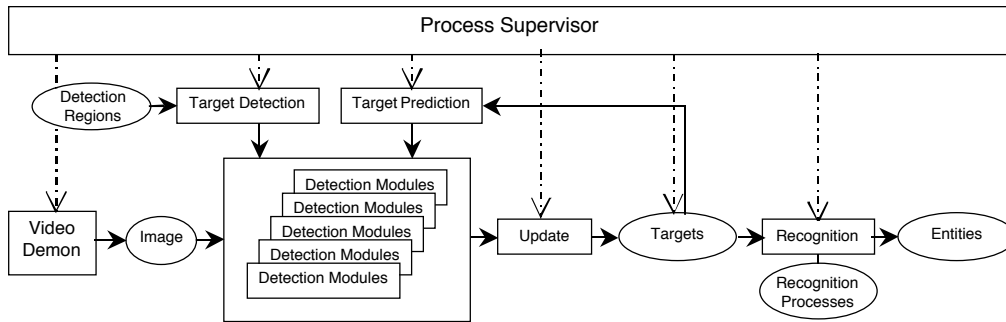 Process Supervisor
Detection
Regions
Target Detection
Target Prediction
Detection Modules
Detection Modules
Detection Modules
Detection Modules
Detection Modules
Video
Demon
Image
Update
Targets
Recognition
Entities
Recognition
Processes